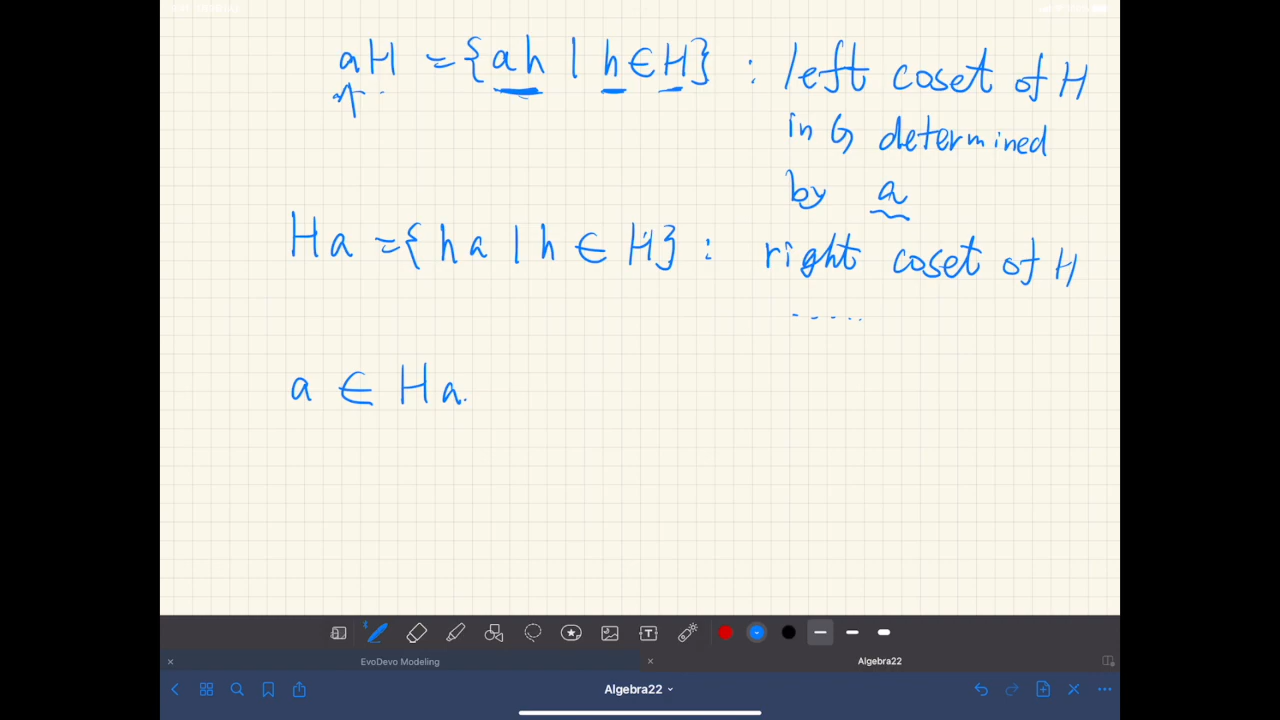 aH = {ah | h ∈ H} : left coset of H
in G determined
by a
Ha = {ha | h ∈ H} : right coset of H
.....
a ∈ Ha.
EvoDevo Modeling
Algebra22
Algebra22